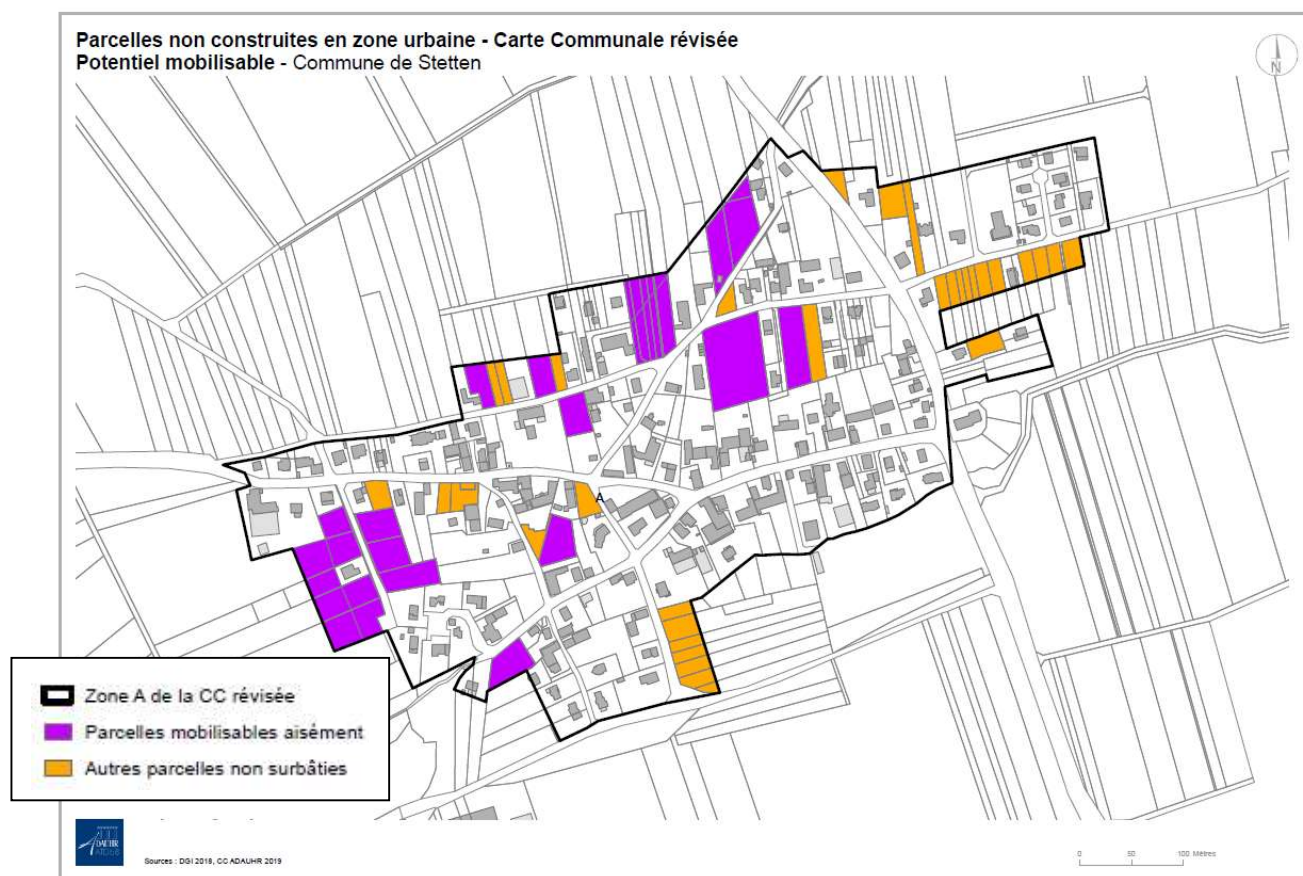 Parcelles non construites en zone urbaine - Carte Communale révisée
Potentiel mobilisable - Commune de Stetten
N
A
Zone A de la CC révisée
Parcelles mobilisables aisément
Autres parcelles non surbâties
ADAUHR
Sources : DGI 2018, CC ADAUHR 2019
0 50 100 Mètres